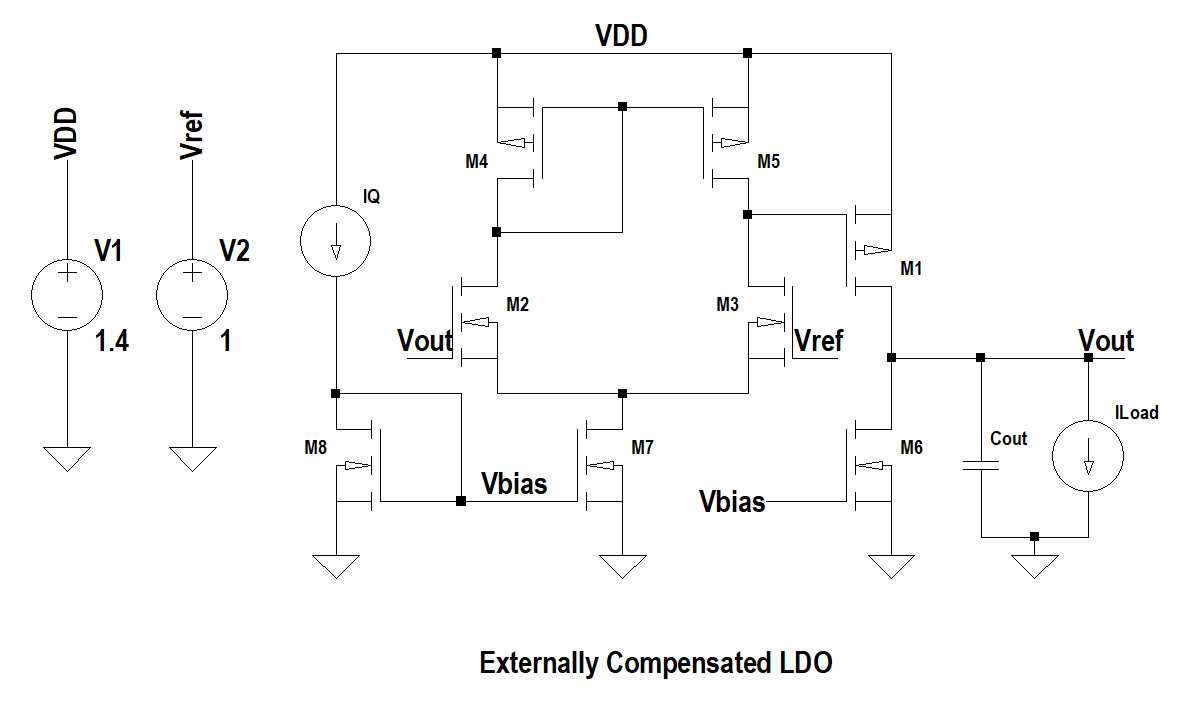 VDD
VDD
Vref
M4
M5
IQ
V1
V2
M1
M2
M3
1.4
1
Vout
Vref
Vout
ILoad
M8
M7
M6
Cout
Vbias
Vbias
Externally Compensated LDO